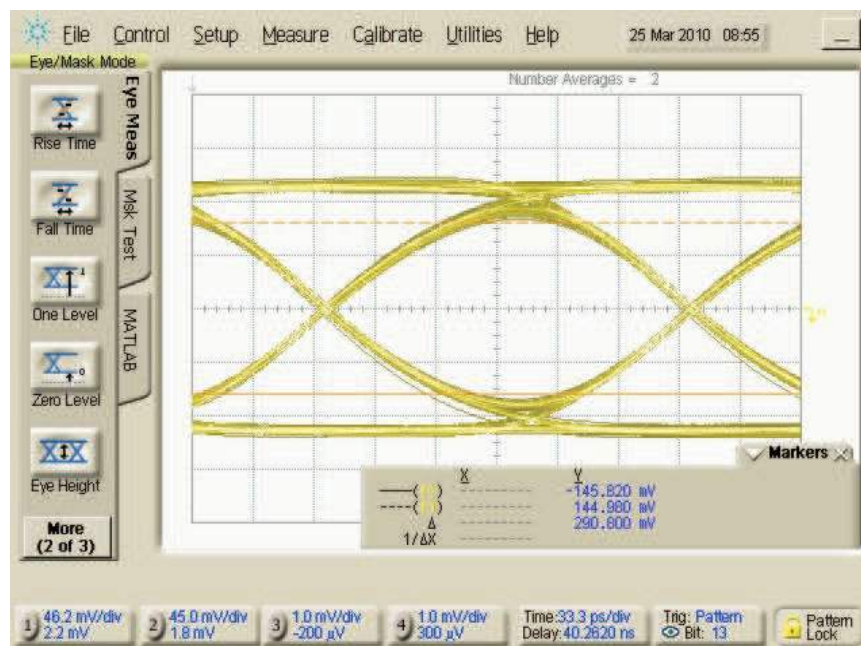 File Control Setup Measure Calibrate Utilities Help 25 Mar 2010 08:55
Eye/Mask Mode
Number Averages = 2
Eye Meas
Rise Time
Msk Test
Fall Time
One Level
MATLAB
Zero Level
Eye Height
More
(2 of 3)
Markers
X Y
-145.820 mV
144.980 mV
Δ 290.800 mV
1/ΔX
1) 46.2 mV/div
2.2 mV
2) 45.0 mV/div
1.8 mV
3) 1.0 mV/div
-200 µV
4) 1.0 mV/div
300 µV
Time:33.3 ps/div
Delay:40.2620 ns
Trig: Pattern
Bit: 13
Pattern
Lock